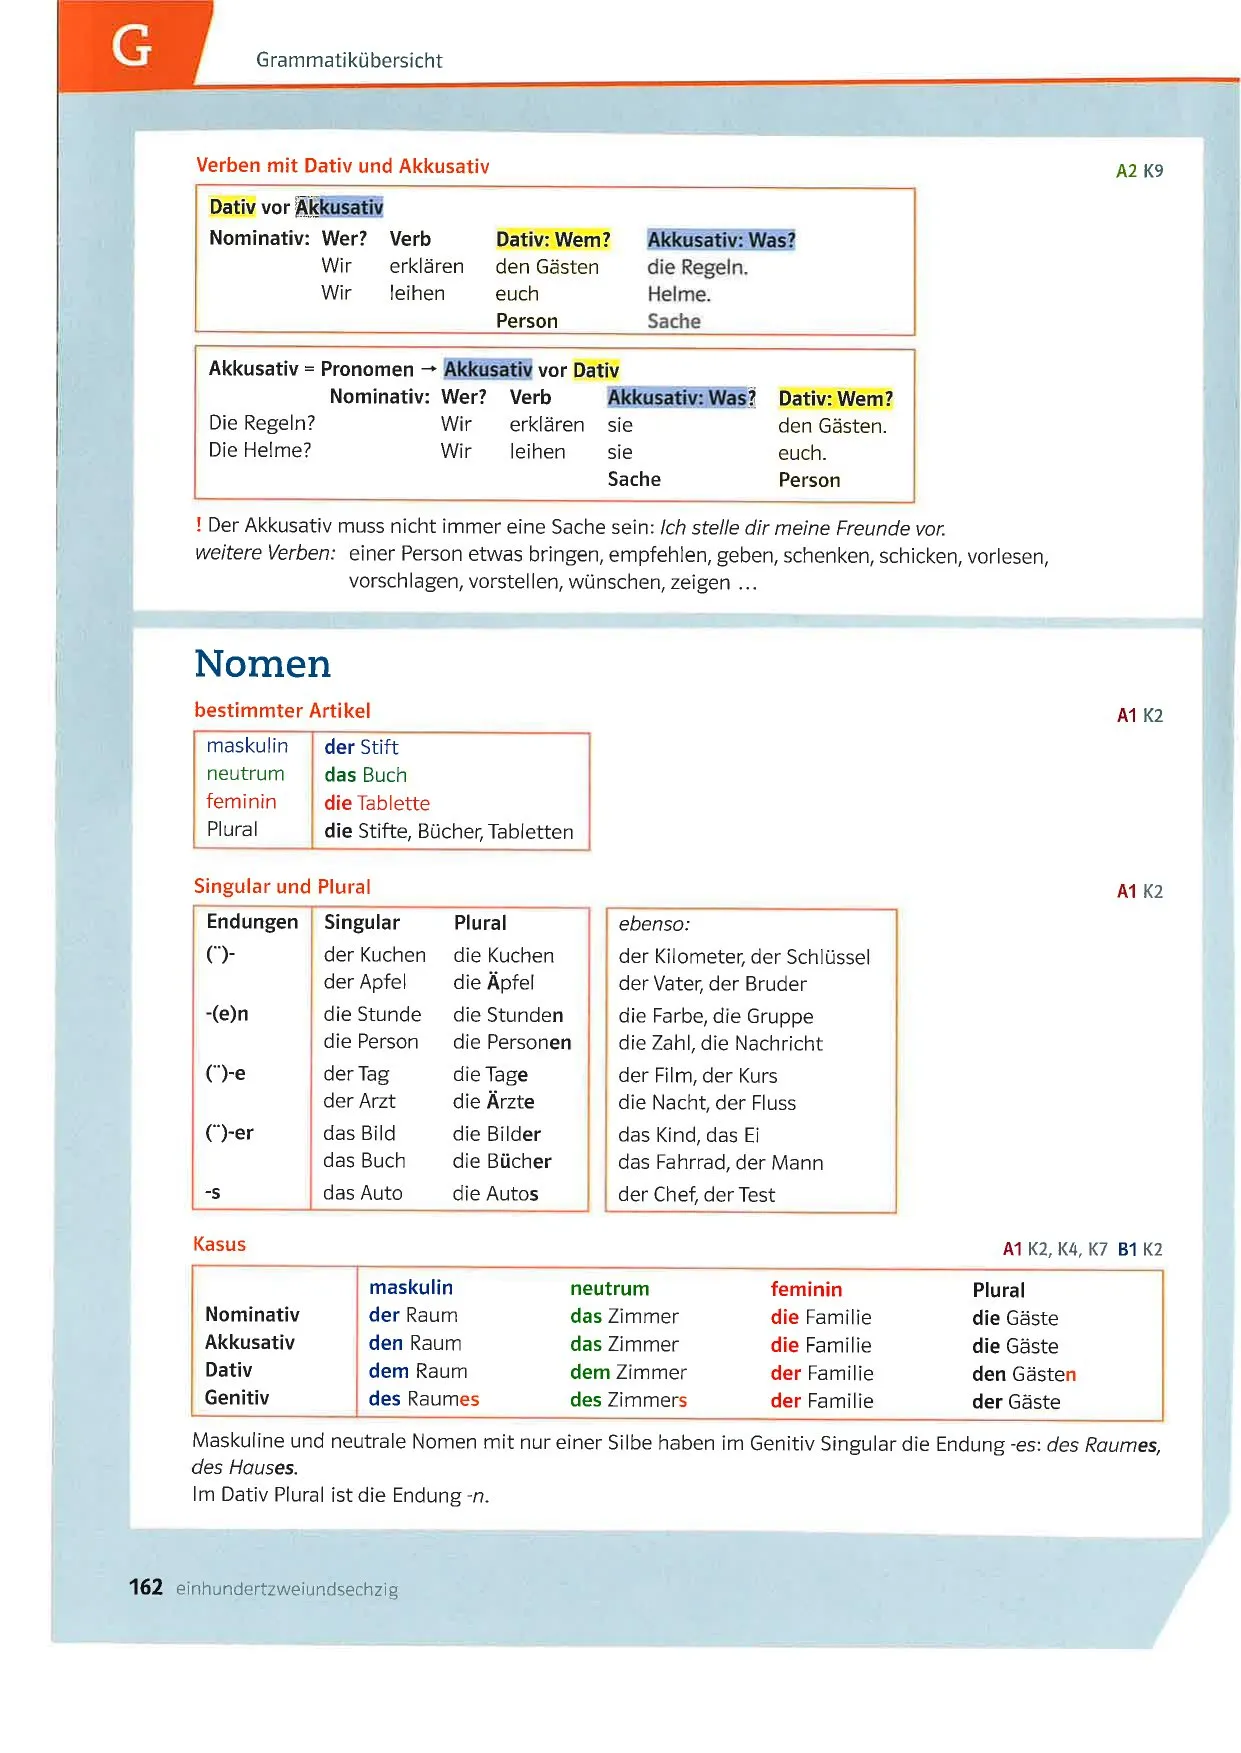 G
Grammatikübersicht
Verben mit Dativ und Akkusativ A2 K9
Dativ vor Akkusativ
Nominativ: Wer? Verb Dativ: Wem? Akkusativ: Was?
Wir erklären den Gästen die Regeln.
Wir leihen euch Helme.
Person Sache
Akkusativ = Pronomen → Akkusativ vor Dativ
Nominativ: Wer? Verb Akkusativ: Was? Dativ: Wem?
Die Regeln? Wir erklären sie den Gästen.
Die Helme? Wir leihen sie euch.
Sache Person
! Der Akkusativ muss nicht immer eine Sache sein: Ich stelle dir meine Freunde vor.
weitere Verben: einer Person etwas bringen, empfehlen, geben, schenken, schicken, vorlesen,
vorschlagen, vorstellen, wünschen, zeigen ...
Nomen
bestimmter Artikel A1 K2
maskulin der Stift
neutrum das Buch
feminin die Tablette
Plural die Stifte, Bücher, Tabletten
Singular und Plural A1 K2
Endungen Singular Plural ebenso:
(¨)- der Kuchen die Kuchen der Kilometer, der Schlüssel
der Apfel die Äpfel der Vater, der Bruder
-(e)n die Stunde die Stunden die Farbe, die Gruppe
die Person die Personen die Zahl, die Nachricht
(¨)-e der Tag die Tage der Film, der Kurs
der Arzt die Ärzte die Nacht, der Fluss
(¨)-er das Bild die Bilder das Kind, das Ei
das Buch die Bücher das Fahrrad, der Mann
-s das Auto die Autos der Chef, der Test
Kasus A1 K2, K4, K7 B1 K2
maskulin neutrum feminin Plural
Nominativ der Raum das Zimmer die Familie die Gäste
Akkusativ den Raum das Zimmer die Familie die Gäste
Dativ dem Raum dem Zimmer der Familie den Gästen
Genitiv des Raumes des Zimmers der Familie der Gäste
Maskuline und neutrale Nomen mit nur einer Silbe haben im Genitiv Singular die Endung -es: des Raumes,
des Hauses.
Im Dativ Plural ist die Endung -n.
162 einhundertzweiundsechzig